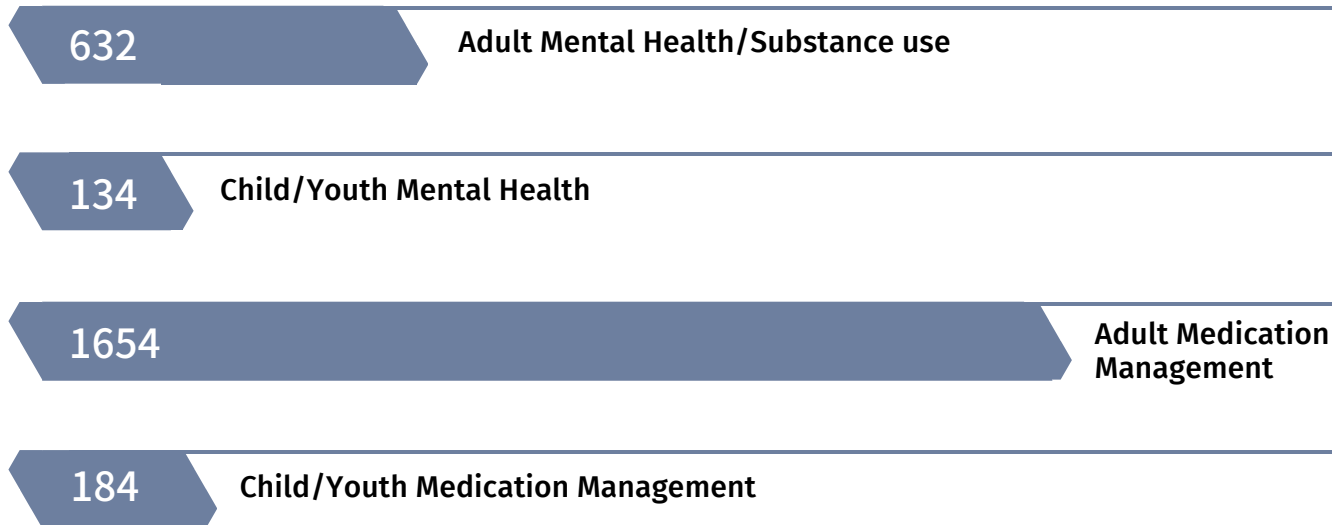 632
Adult Mental Health/Substance use
134
Child/Youth Mental Health
1654
Adult Medication
Management
184
Child/Youth Medication Management